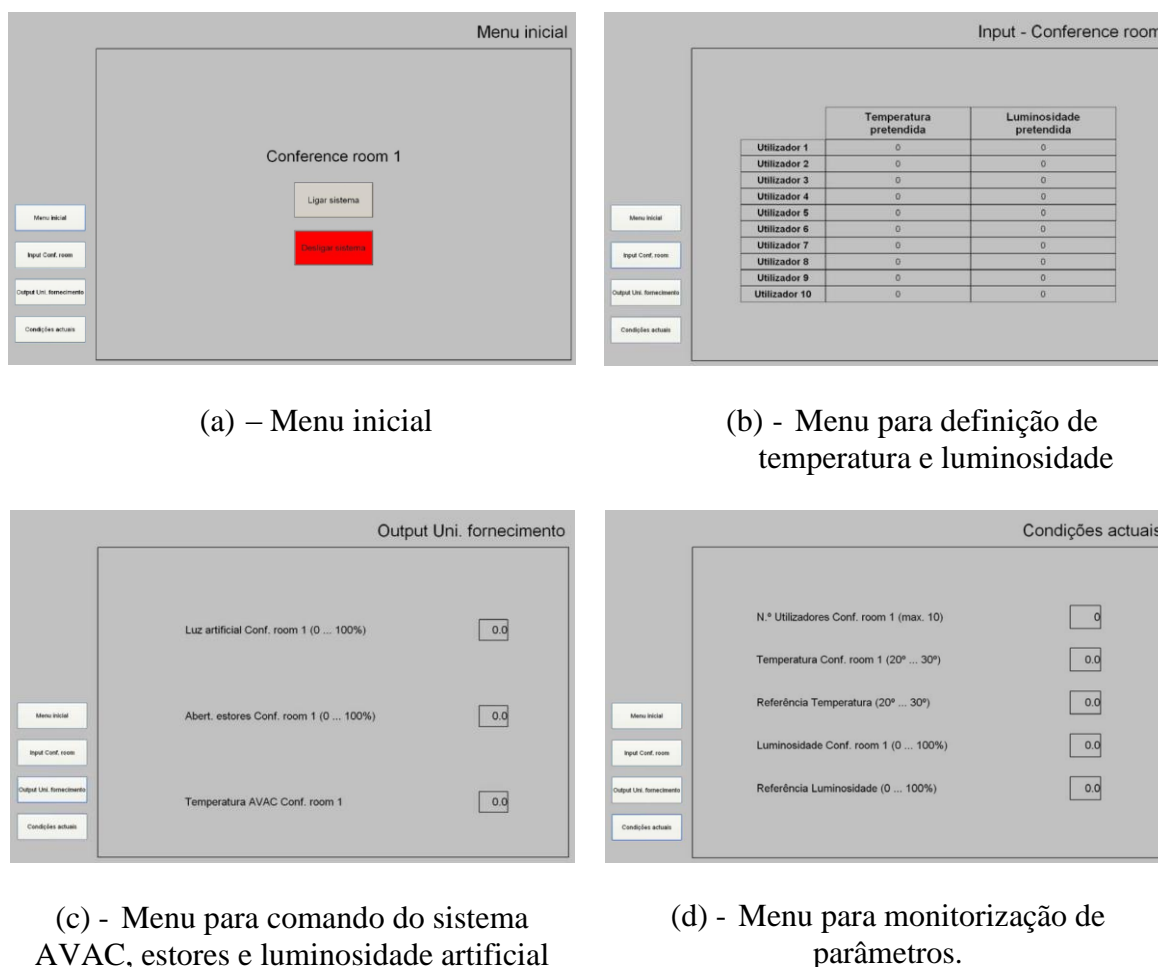 Menu inicial
Conference room 1
Ligar sistema
Desligar sistema
Menu inicial
Input Conf. room
Output Uni. fornecimento
Condições actuais
(a) – Menu inicial
Input - Conference room
Temperatura pretendida
Luminosidade pretendida
Utilizador 1 0 0
Utilizador 2 0 0
Utilizador 3 0 0
Utilizador 4 0 0
Utilizador 5 0 0
Utilizador 6 0 0
Utilizador 7 0 0
Utilizador 8 0 0
Utilizador 9 0 0
Utilizador 10 0 0
Menu inicial
Input Conf. room
Output Uni. fornecimento
Condições actuais
(b) - Menu para definição de
temperatura e luminosidade
Output Uni. fornecimento
Luz artificial Conf. room 1 (0 ... 100%) 0.0
Abert. estores Conf. room 1 (0 ... 100%) 0.0
Temperatura AVAC Conf. room 1 0.0
Menu inicial
Input Conf. room
Output Uni. fornecimento
Condições actuais
(c) - Menu para comando do sistema
AVAC, estores e luminosidade artificial
Condições actuais
N.º Utilizadores Conf. room 1 (max. 10) 0
Temperatura Conf. room 1 (20º ... 30º) 0.0
Referência Temperatura (20º ... 30º) 0.0
Luminosidade Conf. room 1 (0 ... 100%) 0.0
Referência Luminosidade (0 ... 100%) 0.0
Menu inicial
Input Conf. room
Output Uni. fornecimento
Condições actuais
(d) - Menu para monitorização de
parâmetros.